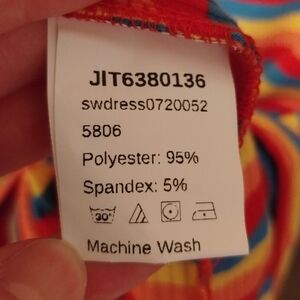 JIT6380136
swdress0720052
5806
Polyester: 95%
Spandex: 5%
30°
Machine Wash